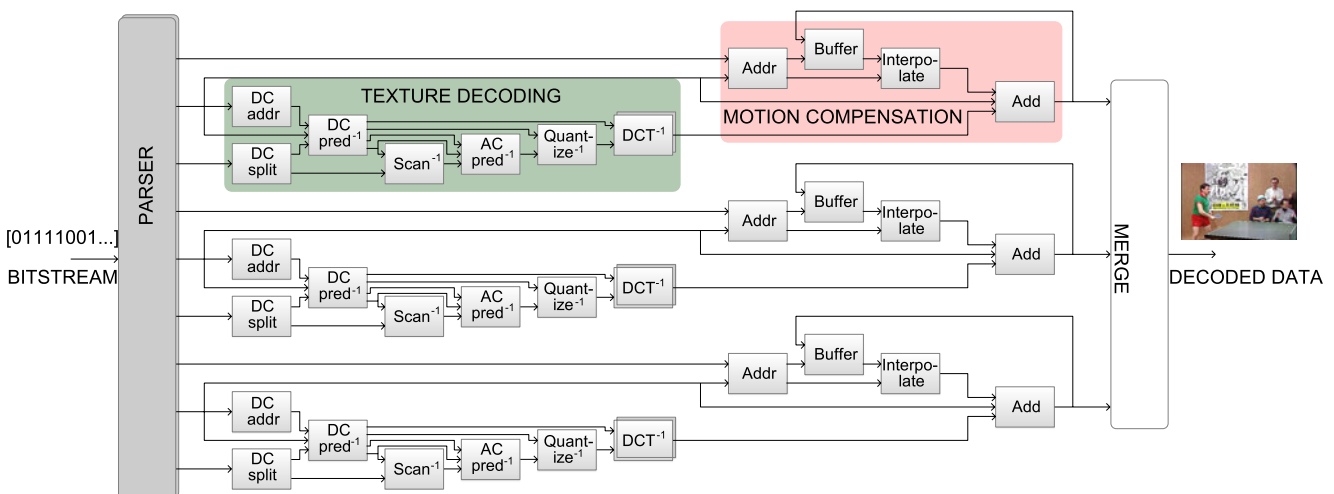 [01111001...]
BITSTREAM
PARSER
TEXTURE DECODING
DC
addr
DC
split
DC
pred-1
Scan-1
AC
pred-1
Quant-
ize-1
DCT-1
MOTION COMPENSATION
Addr
Buffer
Interpo-
late
Add
DC
addr
DC
split
DC
pred-1
Scan-1
AC
pred-1
Quant-
ize-1
DCT-1
Addr
Buffer
Interpo-
late
Add
DC
addr
DC
split
DC
pred-1
Scan-1
AC
pred-1
Quant-
ize-1
DCT-1
Addr
Buffer
Interpo-
late
Add
MERGE
DECODED DATA